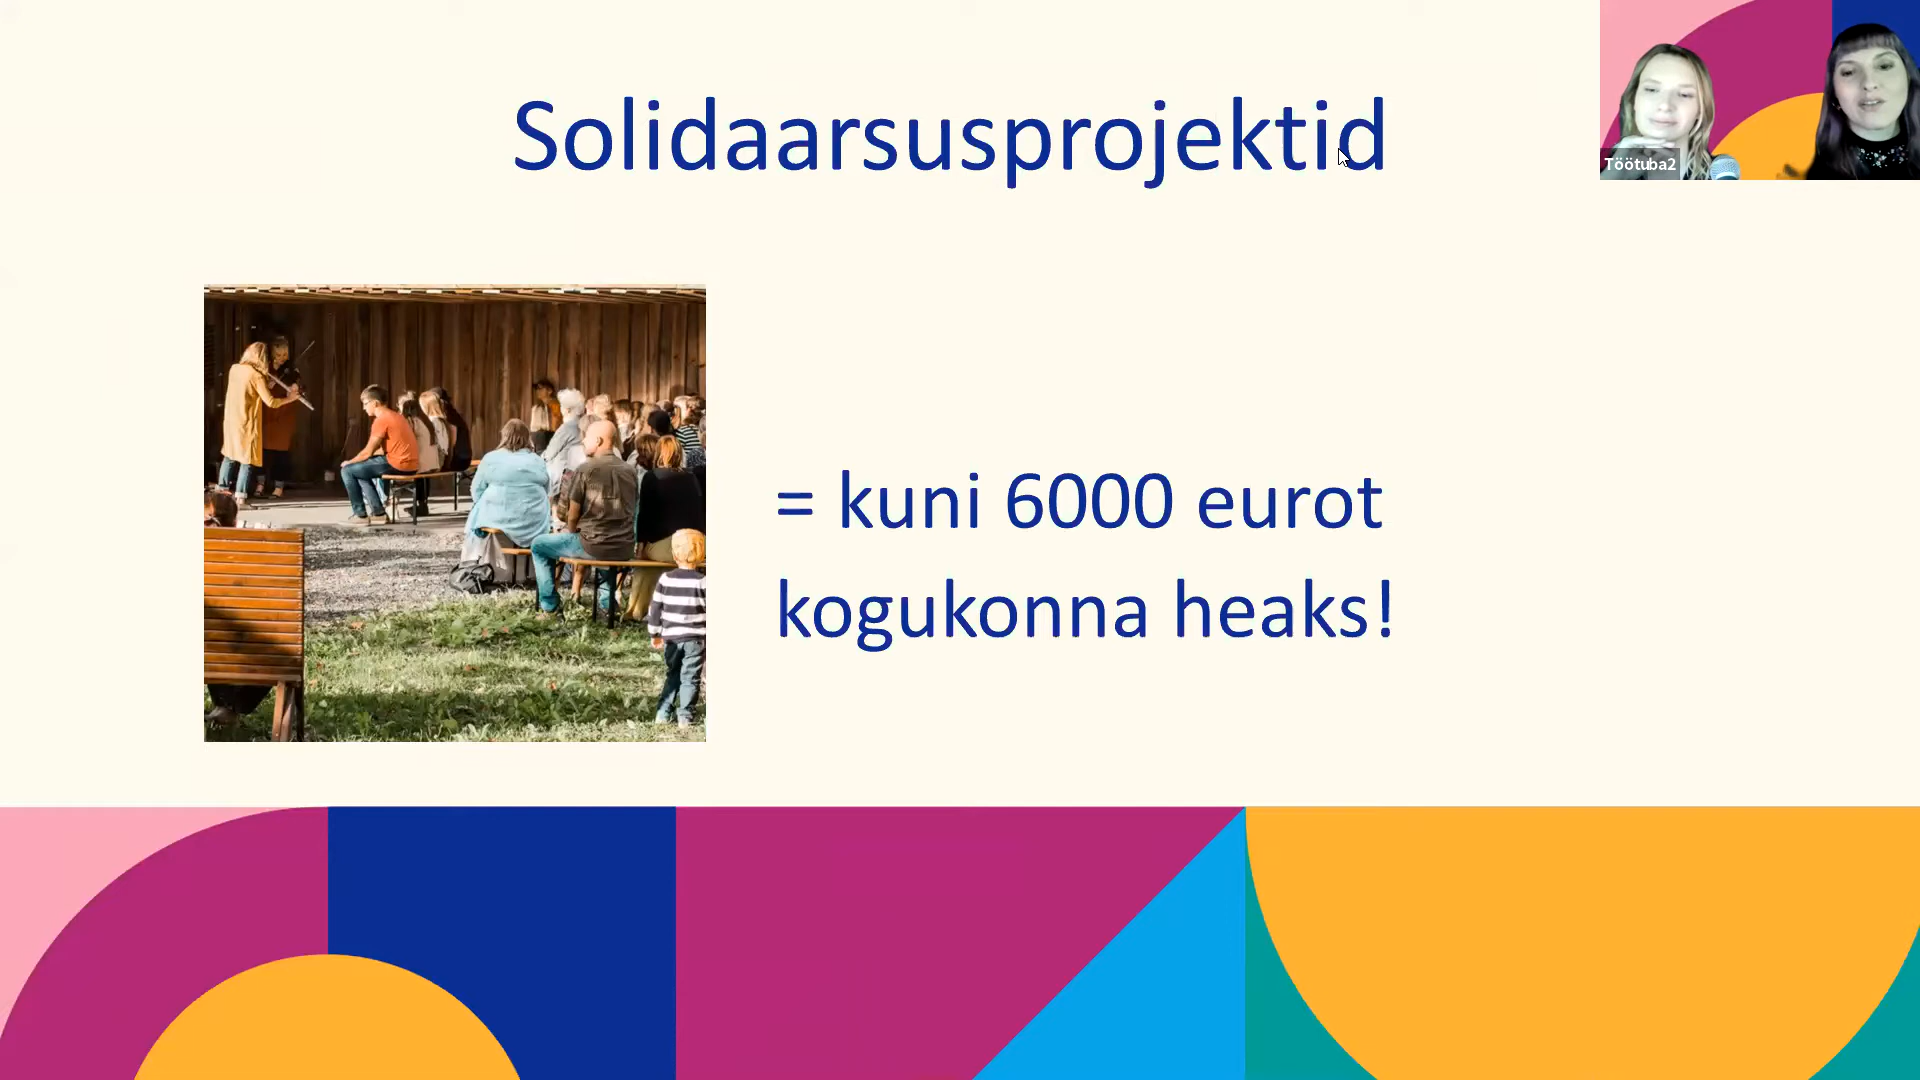 Solidaarsusprojektid
Töötuba2
= kuni 6000 eurot
kogukonna heaks!